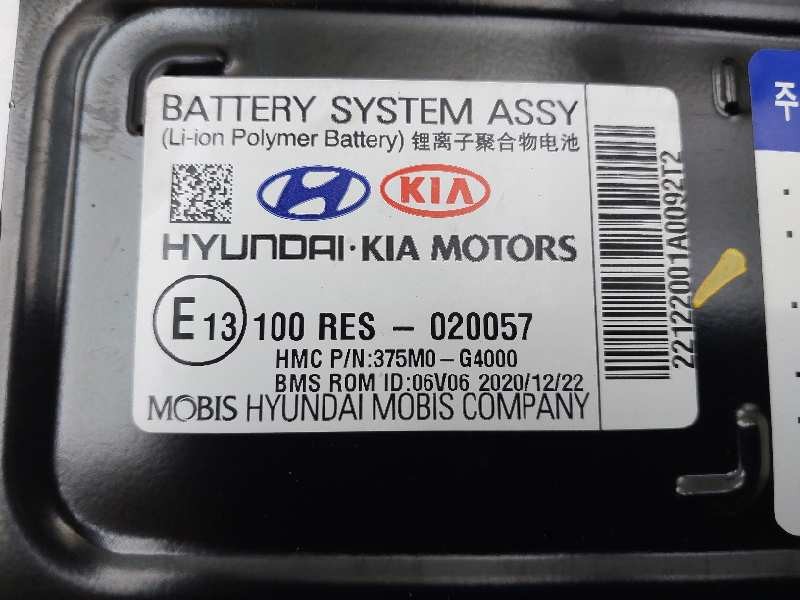 BATTERY SYSTEM ASSY
(Li-ion Polymer Battery) 锂离子聚合物电池
KIA
HYUNDAI · KIA MOTORS
E13 100 RES - 020057
HMC P/N:375M0-G4000
BMS ROM ID:06V06 2020/12/22
MOBIS HYUNDAI MOBIS COMPANY
22122001A0092T2
주